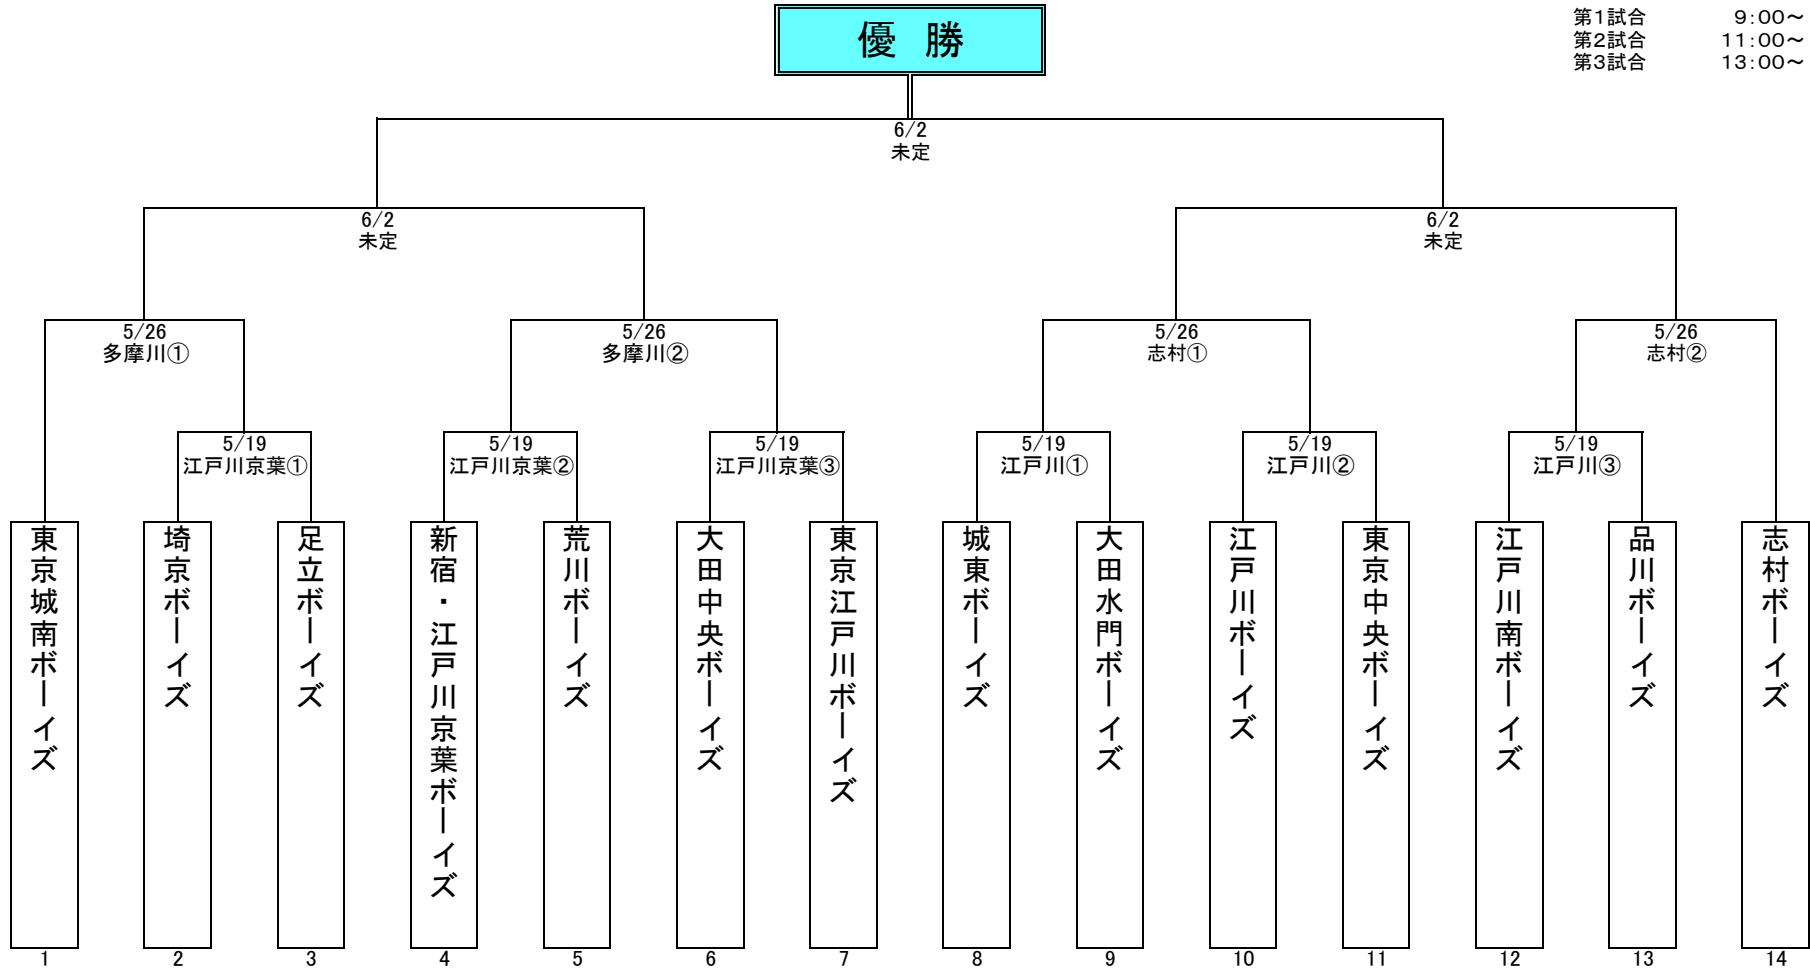 優 勝
第1試合 9:00～
第2試合 11:00～
第3試合 13:00～
6/2
未定
6/2
未定
6/2
未定
5/26
多摩川①
5/26
多摩川②
5/26
志村①
5/26
志村②
5/19
江戸川京葉①
5/19
江戸川京葉②
5/19
江戸川京葉③
5/19
江戸川①
5/19
江戸川②
5/19
江戸川③
東京城南ボーイズ
埼京ボーイズ
足立ボーイズ
新宿・江戸川京葉ボーイズ
荒川ボーイズ
大田中央ボーイズ
東京江戸川ボーイズ
城東ボーイズ
大田水門ボーイズ
江戸川ボーイズ
東京中央ボーイズ
江戸川南ボーイズ
品川ボーイズ
志村ボーイズ
1 2 3 4 5 6 7 8 9 10 11 12 13 14